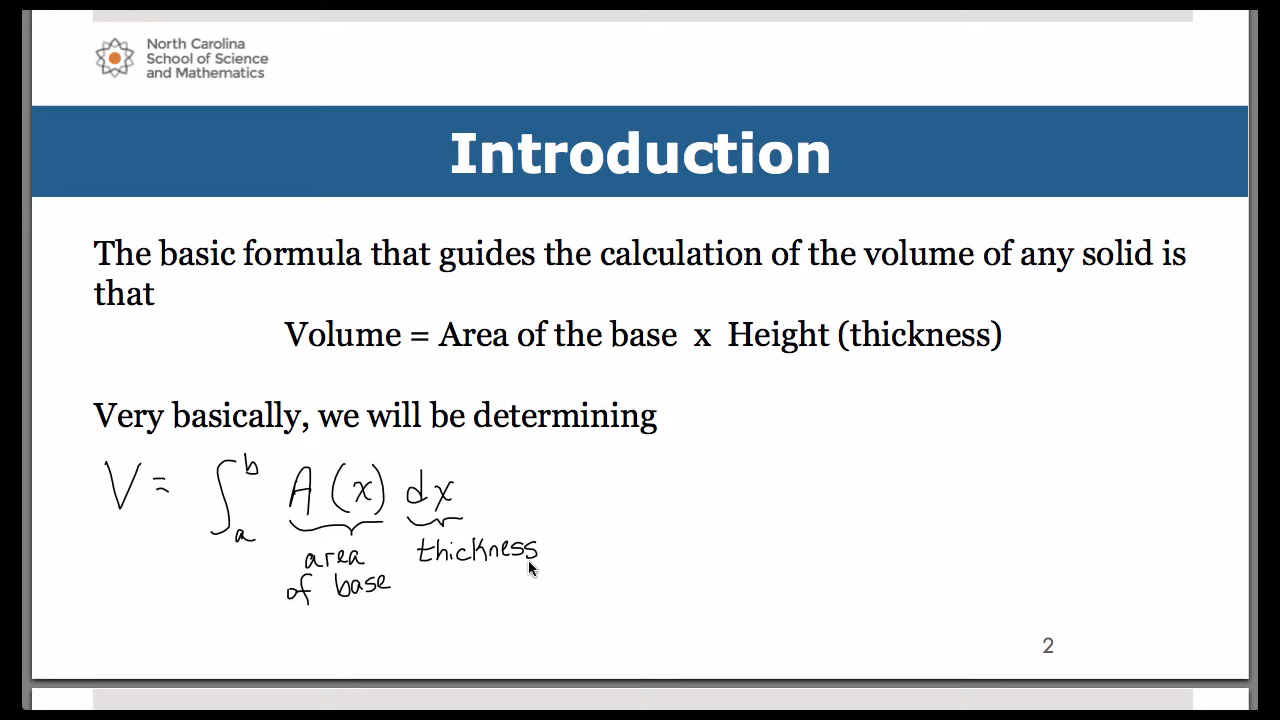 North Carolina
School of Science
and Mathematics
Introduction
The basic formula that guides the calculation of the volume of any solid is
that
Volume = Area of the base x Height (thickness)
Very basically, we will be determining
V = ∫_a^b A(x) dx
area thickness
of base
2